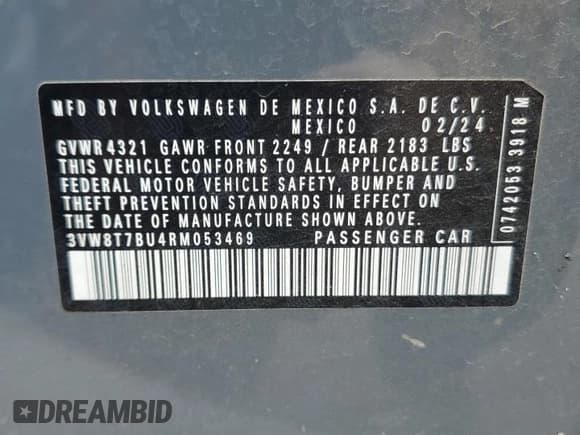 MFD BY VOLKSWAGEN DE MEXICO S.A. DE C.V.
MEXICO 02/24
GVWR 4321 GAWR FRONT 2249 / REAR 2183 LBS
THIS VEHICLE CONFORMS TO ALL APPLICABLE U.S.
FEDERAL MOTOR VEHICLE SAFETY, BUMPER AND
THEFT PREVENTION STANDARDS IN EFFECT ON
THE DATE OF MANUFACTURE SHOWN ABOVE.
3VW8T7BU4RM053469 PASSENGER CAR
0742053 3918 M
DREAMBID